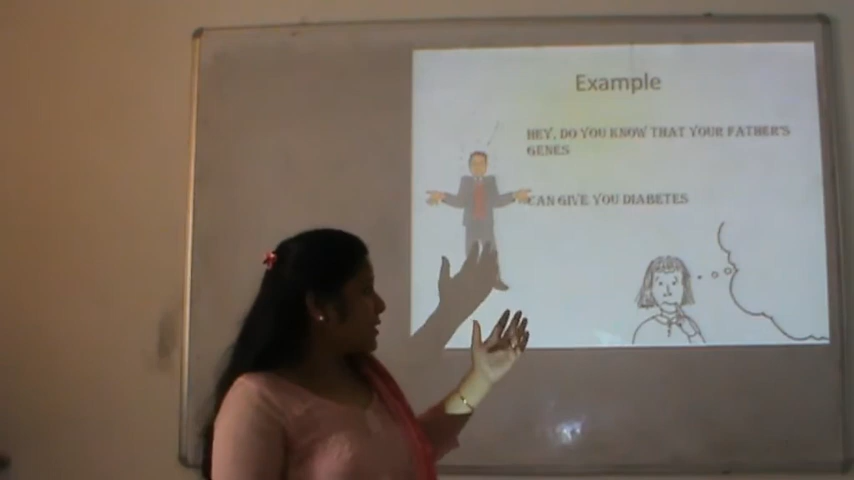 Example
HEY, DO YOU KNOW THAT YOUR FATHER'S
GENES
CAN GIVE YOU DIABETES